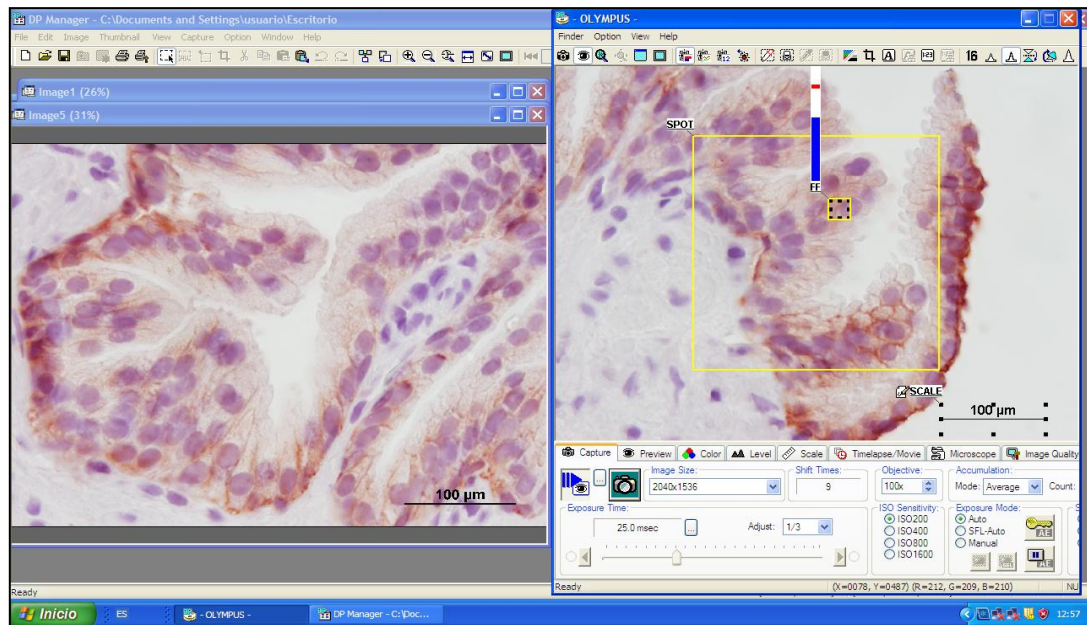 DP Manager - C:\Documents and Settings\usuario\Escritorio
File Edit Image Thumbnail View Capture Option Window Help
Image1 (26%)
Image5 (31%)
100 µm
Ready
- OLYMPUS -
Finder Option View Help
16
SPOT
FF
SCALE
100 µm
Capture Preview Color Level Scale Timelapse/Movie Microscope Image Quality
Image Size: Shift Times: Objective: Accumulation:
2040x1536 9 100x Mode: Average Count:
Exposure Time: ISO Sensitivity: Exposure Mode:
25.0 msec ... Adjust: 1/3
ISO200 Auto
ISO400 SFL-Auto
ISO800 Manual
ISO1600
AE
AE
Ready (X=0078, Y=0487) (R=212, G=209, B=210) NU
Inicio ES - OLYMPUS - DP Manager - C:\Doc... 12:57